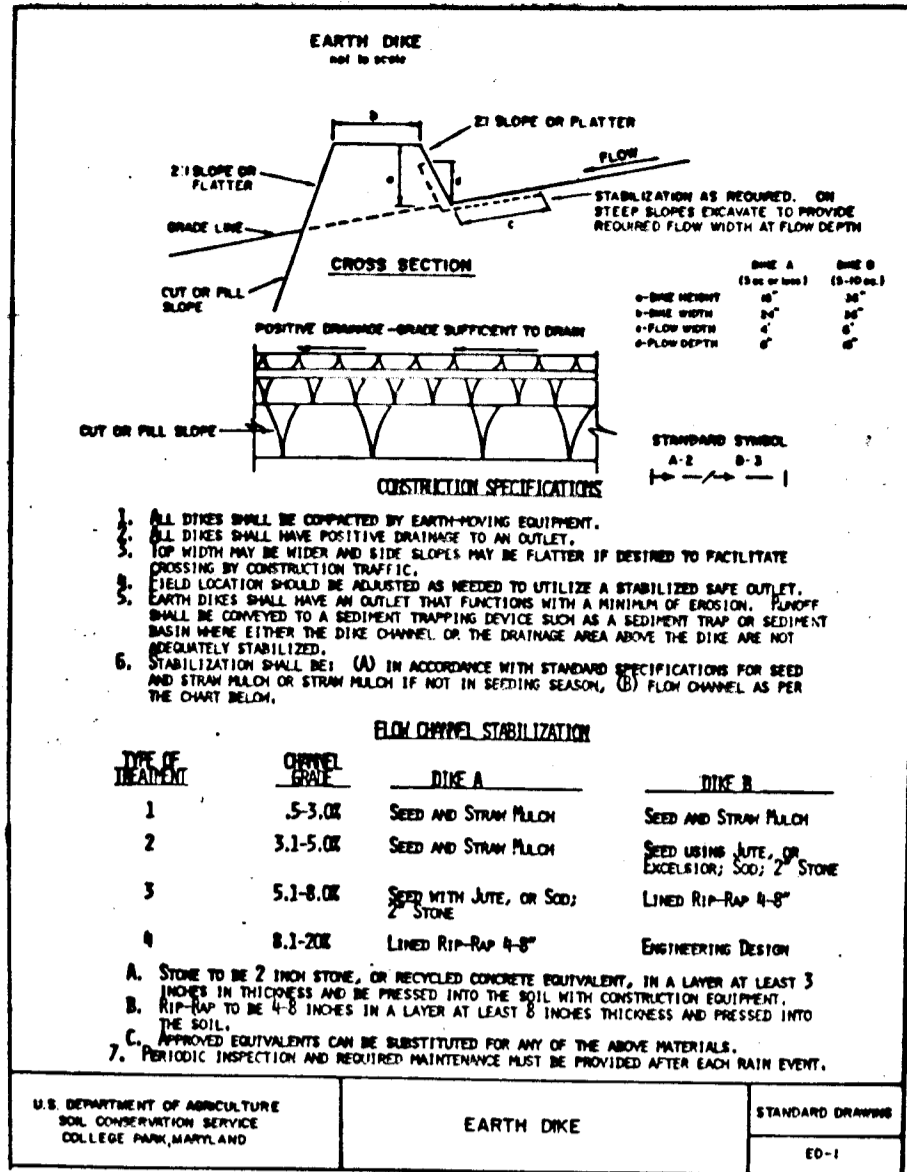 EARTH DIKE
not to scale
b
2:1 SLOPE OR FLATTER
2:1 SLOPE OR
FLATTER
FLOW
a
d
STABILIZATION AS REQUIRED. ON
STEEP SLOPES EXCAVATE TO PROVIDE
REQUIRED FLOW WIDTH AT FLOW DEPTH
c
GRADE LINE
CROSS SECTION
CUT OR FILL
SLOPE
DIKE A DIKE B
(5 ac or less) (5-10 ac.)
a-DIKE HEIGHT 18" 36"
b-DIKE WIDTH 24" 36"
c-FLOW WIDTH 4' 6'
d-FLOW DEPTH
POSITIVE DRAINAGE-GRADE SUFFICENT TO DRAIN
CUT OR FILL SLOPE
STANDARD SYMBOL
A-2 B-3
CONSTRUCTION SPECIFICATIONS
1. ALL DIKES SHALL BE COMPACTED BY EARTH-MOVING EQUIPMENT.
2. ALL DIKES SHALL HAVE POSITIVE DRAINAGE TO AN OUTLET.
3. TOP WIDTH MAY BE WIDER AND SIDE SLOPES MAY BE FLATTER IF DESIRED TO FACILITATE
CROSSING BY CONSTRUCTION TRAFFIC.
4. FIELD LOCATION SHOULD BE ADJUSTED AS NEEDED TO UTILIZE A STABILIZED SAFE OUTLET.
5. EARTH DIKES SHALL HAVE AN OUTLET THAT FUNCTIONS WITH A MINIMUM OF EROSION. RUNOFF
SHALL BE CONVEYED TO A SEDIMENT TRAPPING DEVICE SUCH AS A SEDIMENT TRAP OR SEDIMENT
BASIN WHERE EITHER THE DIKE CHANNEL OR THE DRAINAGE AREA ABOVE THE DIKE ARE NOT
ADEQUATELY STABILIZED.
6. STABILIZATION SHALL BE: (A) IN ACCORDANCE WITH STANDARD SPECIFICATIONS FOR SEED
AND STRAW MULCH OR STRAW MULCH IF NOT IN SEEDING SEASON, (B) FLOW CHANNEL AS PER
THE CHART BELOW.
FLOW CHANNEL STABILIZATION
TYPE OF CHANNEL
TREATMENT GRADE DIKE A DIKE B
1 .5-3.0% SEED AND STRAW MULCH SEED AND STRAW MULCH
2 3.1-5.0% SEED AND STRAW MULCH SEED USING JUTE, OR
EXCELSIOR; SOD; 2" STONE
3 5.1-8.0% SEED WITH JUTE, OR SOD; LINED RIP-RAP 4-8"
2" STONE
4 8.1-20% LINED RIP-RAP 4-8" ENGINEERING DESIGN
A. STONE TO BE 2 INCH STONE, OR RECYCLED CONCRETE EQUIVALENT, IN A LAYER AT LEAST 3
INCHES IN THICKNESS AND BE PRESSED INTO THE SOIL WITH CONSTRUCTION EQUIPMENT.
B. RIP-RAP TO BE 4-8 INCHES IN A LAYER AT LEAST 8 INCHES THICKNESS AND PRESSED INTO
THE SOIL.
C. APPROVED EQUIVALENTS CAN BE SUBSTITUTED FOR ANY OF THE ABOVE MATERIALS.
7. PERIODIC INSPECTION AND REQUIRED MAINTENANCE MUST BE PROVIDED AFTER EACH RAIN EVENT.
U.S. DEPARTMENT OF AGRICULTURE
SOIL CONSERVATION SERVICE
COLLEGE PARK, MARYLAND
EARTH DIKE
STANDARD DRAWING
ED-1